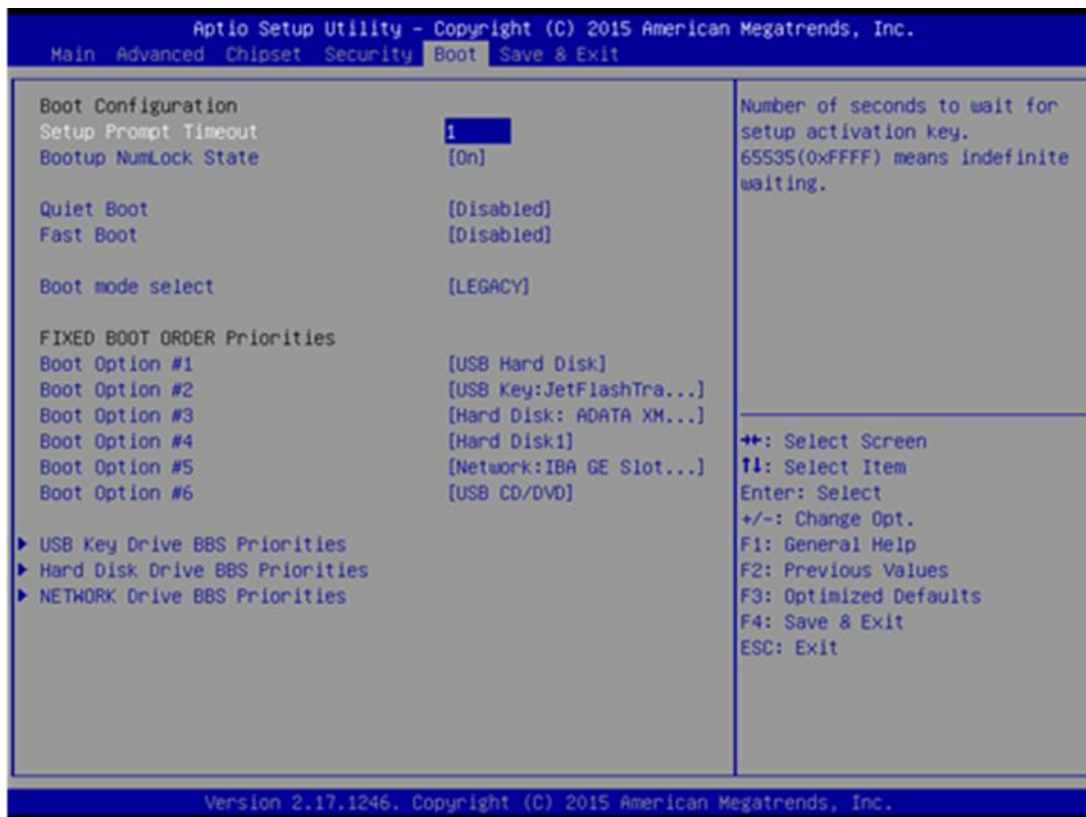 Aptio Setup Utility – Copyright (C) 2015 American Megatrends, Inc.
Main Advanced Chipset Security Boot Save & Exit
Boot Configuration
Setup Prompt Timeout 1
Bootup NumLock State [On]
Quiet Boot [Disabled]
Fast Boot [Disabled]
Boot mode select [LEGACY]
FIXED BOOT ORDER Priorities
Boot Option #1 [USB Hard Disk]
Boot Option #2 [USB Key:JetFlashTra...]
Boot Option #3 [Hard Disk: ADATA XM...]
Boot Option #4 [Hard Disk1]
Boot Option #5 [Network:IBA GE Slot...]
Boot Option #6 [USB CD/DVD]
USB Key Drive BBS Priorities
Hard Disk Drive BBS Priorities
NETWORK Drive BBS Priorities
Number of seconds to wait for
setup activation key.
65535(0xFFFF) means indefinite
waiting.
→←: Select Screen
↑↓: Select Item
Enter: Select
+/-: Change Opt.
F1: General Help
F2: Previous Values
F3: Optimized Defaults
F4: Save & Exit
ESC: Exit
Version 2.17.1246. Copyright (C) 2015 American Megatrends, Inc.